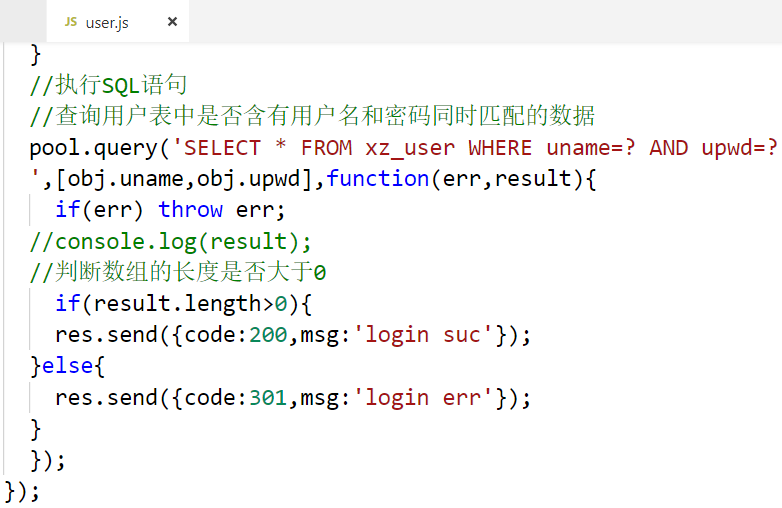 JS user.js ×
}
//执行SQL语句
//查询用户表中是否含有用户名和密码同时匹配的数据
pool.query('SELECT * FROM xz_user WHERE uname=? AND upwd=?
',[obj.uname,obj.upwd],function(err,result){
if(err) throw err;
//console.log(result);
//判断数组的长度是否大于0
if(result.length>0){
res.send({code:200,msg:'login suc'});
}else{
res.send({code:301,msg:'login err'});
}
});
});